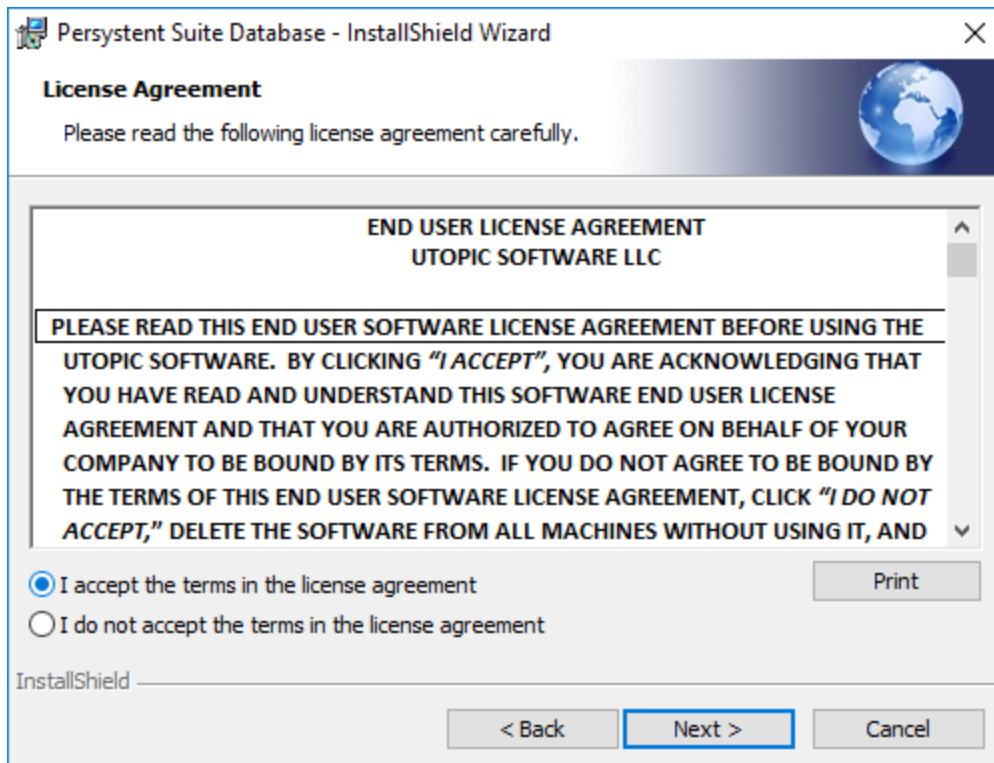 Persystent Suite Database - InstallShield Wizard
License Agreement
Please read the following license agreement carefully.
END USER LICENSE AGREEMENT
UTOPIC SOFTWARE LLC
PLEASE READ THIS END USER SOFTWARE LICENSE AGREEMENT BEFORE USING THE
UTOPIC SOFTWARE. BY CLICKING “I ACCEPT”, YOU ARE ACKNOWLEDGING THAT
YOU HAVE READ AND UNDERSTAND THIS SOFTWARE END USER LICENSE
AGREEMENT AND THAT YOU ARE AUTHORIZED TO AGREE ON BEHALF OF YOUR
COMPANY TO BE BOUND BY ITS TERMS. IF YOU DO NOT AGREE TO BE BOUND BY
THE TERMS OF THIS END USER SOFTWARE LICENSE AGREEMENT, CLICK “I DO NOT
ACCEPT,” DELETE THE SOFTWARE FROM ALL MACHINES WITHOUT USING IT, AND
I accept the terms in the license agreement
Print
I do not accept the terms in the license agreement
InstallShield
< Back
Next >
Cancel